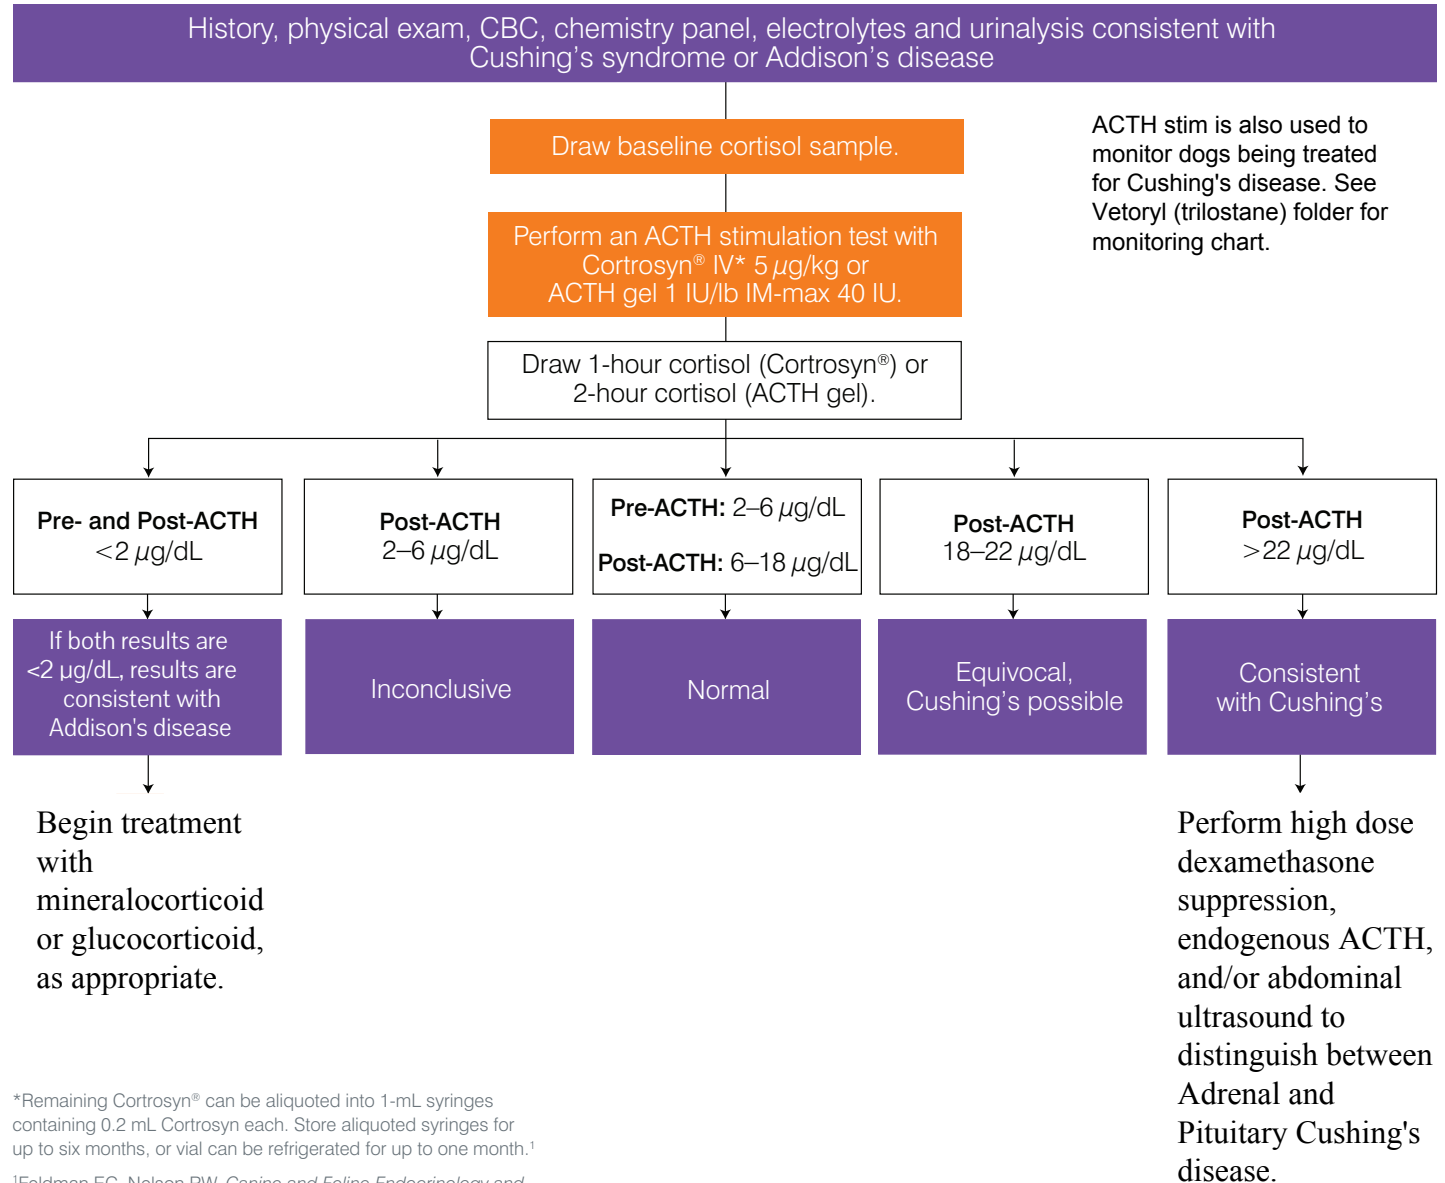 History, physical exam, CBC, chemistry panel, electrolytes and urinalysis consistent with
Cushing’s syndrome or Addison’s disease
Draw baseline cortisol sample.
ACTH stim is also used to
monitor dogs being treated
for Cushing's disease. See
Vetoryl (trilostane) folder for
monitoring chart.
Perform an ACTH stimulation test with
Cortrosyn® IV* 5 µg/kg or
ACTH gel 1 IU/lb IM-max 40 IU.
Draw 1-hour cortisol (Cortrosyn®) or
2-hour cortisol (ACTH gel).
Pre- and Post-ACTH
<2 µg/dL
Post-ACTH
2–6 µg/dL
Pre-ACTH: 2–6 µg/dL
Post-ACTH: 6–18 µg/dL
Post-ACTH
18–22 µg/dL
Post-ACTH
>22 µg/dL
If both results are
<2 µg/dL, results are
consistent with
Addison's disease
Inconclusive
Normal
Equivocal,
Cushing’s possible
Consistent
with Cushing’s
Begin treatment
with
mineralocorticoid
or glucocorticoid,
as appropriate.
Perform high dose
dexamethasone
suppression,
endogenous ACTH,
and/or abdominal
ultrasound to
distinguish between
Adrenal and
Pituitary Cushing's
disease.
*Remaining Cortrosyn® can be aliquoted into 1-mL syringes
containing 0.2 mL Cortrosyn each. Store aliquoted syringes for
up to six months, or vial can be refrigerated for up to one month.¹
¹Feldman EC, Nelson RW. Canine and Feline Endocrinology and